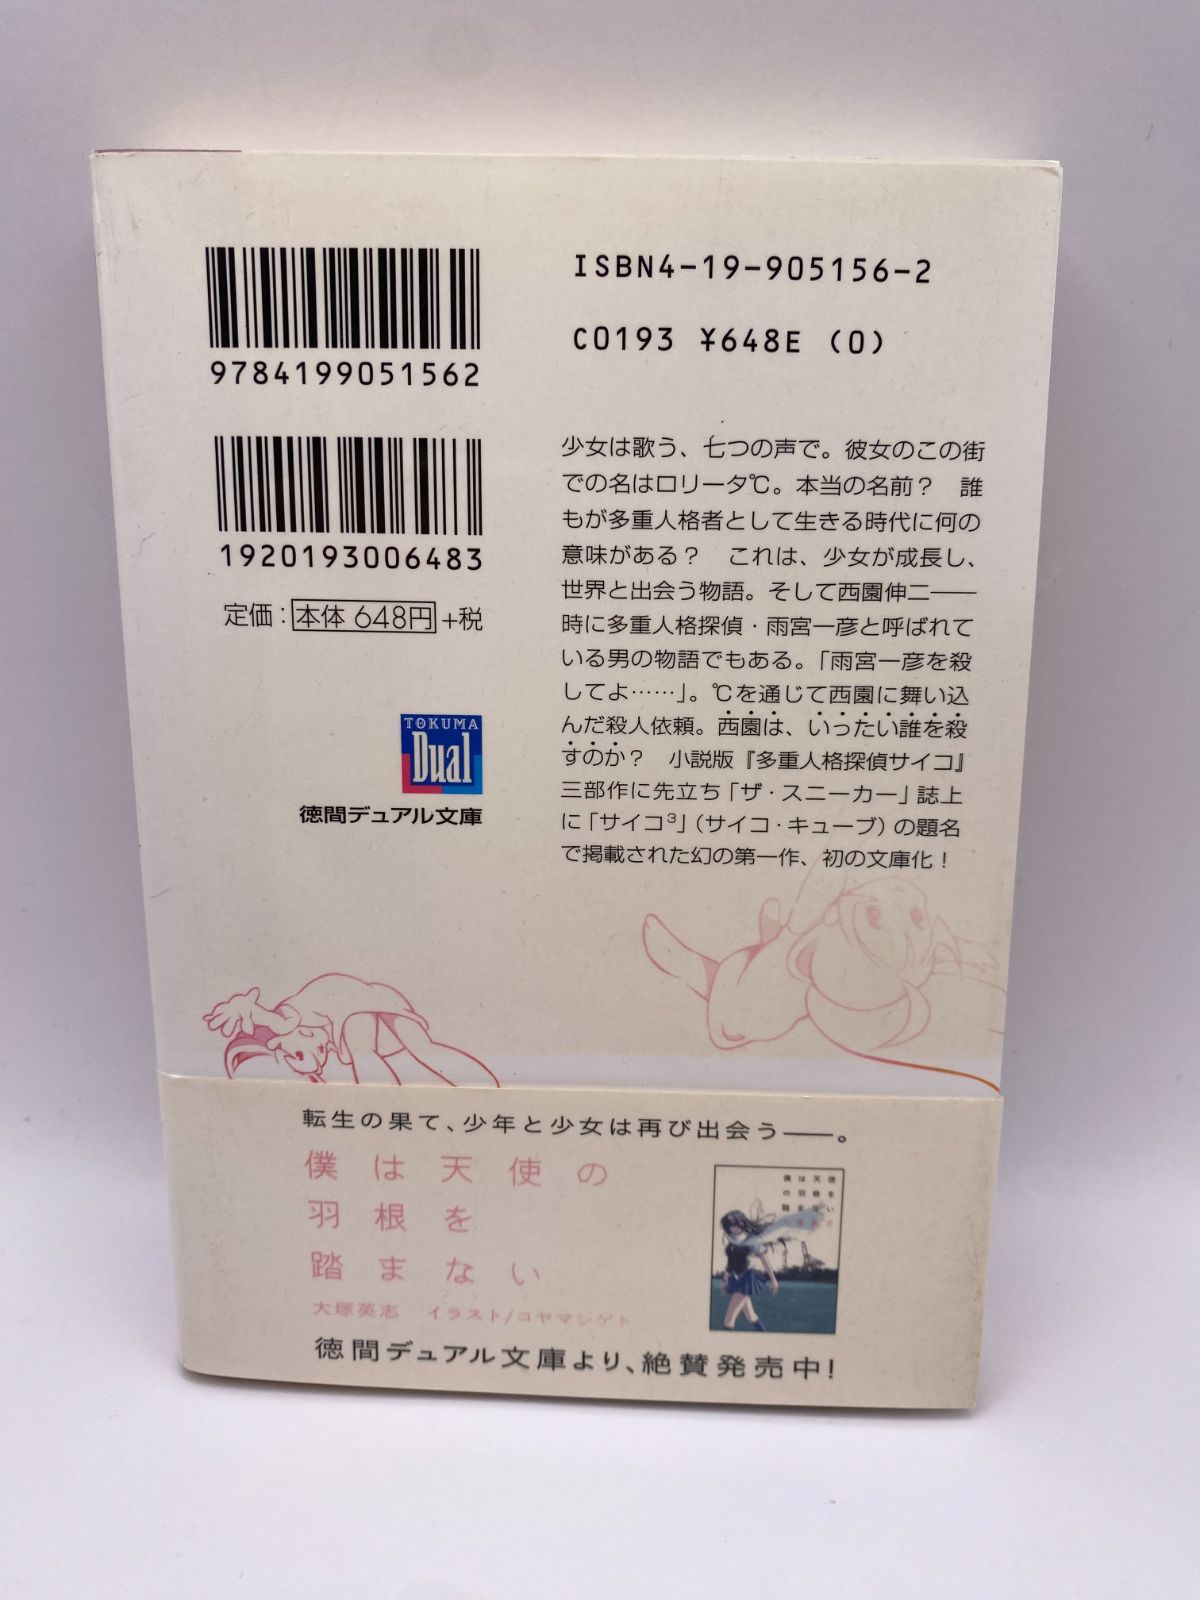 9784199051562
ISBN4-19-905156-2
C0193 ¥648E (0)
1920193006483
定価：本体 648円 +税
TOKUMA
Dual
徳間デュアル文庫
少女は歌う、七つの声で。彼女のこの街
での名はロリータ℃。本当の名前？　誰
もが多重人格者として生きる時代に何の
意味がある？　これは、少女が成長し、
世界と出会う物語。そして西園伸二――
時に多重人格探偵・雨宮一彦と呼ばれて
いる男の物語でもある。「雨宮一彦を殺
してよ……」。℃を通じて西園に舞い込
んだ殺人依頼。西園は、いったい誰を殺
すのか？　小説版『多重人格探偵サイコ』
三部作に先立ち「ザ・スニーカー」誌上
に「サイコ³」（サイコ・キューブ）の題名
で掲載された幻の第一作、初の文庫化！
転生の果て、少年と少女は再び出会う――。
僕は天使の
羽根を
踏まない
大塚英志　イラスト/コヤマシゲト
徳間デュアル文庫より、絶賛発売中！
僕は天使
の羽根を
踏まない